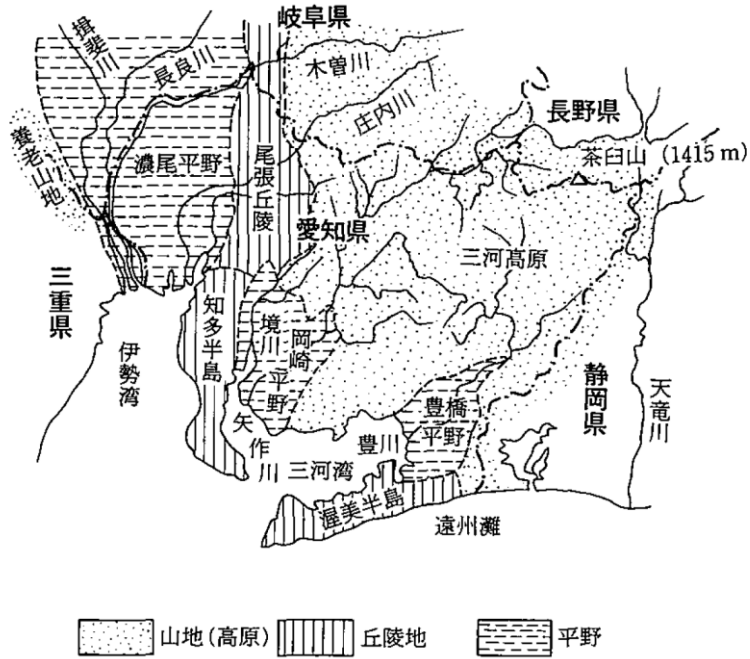 岐阜県
揖斐川
長良川
木曽川
庄内川
長野県
茶臼山 (1415 m)
養老山地
濃尾平野
尾張丘陵
愛知県
三河高原
三重県
伊勢湾
知多半島
境川
岡崎
平野
矢作川
三河湾
豊川
豊橋
平野
静岡県
天竜川
渥美半島
遠州灘
山地(高原)
丘陵地
平野